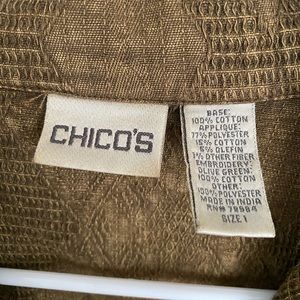 CHICO'S
BASE:
100% COTTON
APPLIQUE:
77% POLYESTER
15% COTTON
6% OLEFIN
1% OTHER FIBER
EMBROIDERY:
OLIVE GREEN:
100% COTTON
OTHER:
100% POLYESTER
MADE IN INDIA
RN# 79984
SIZE 1